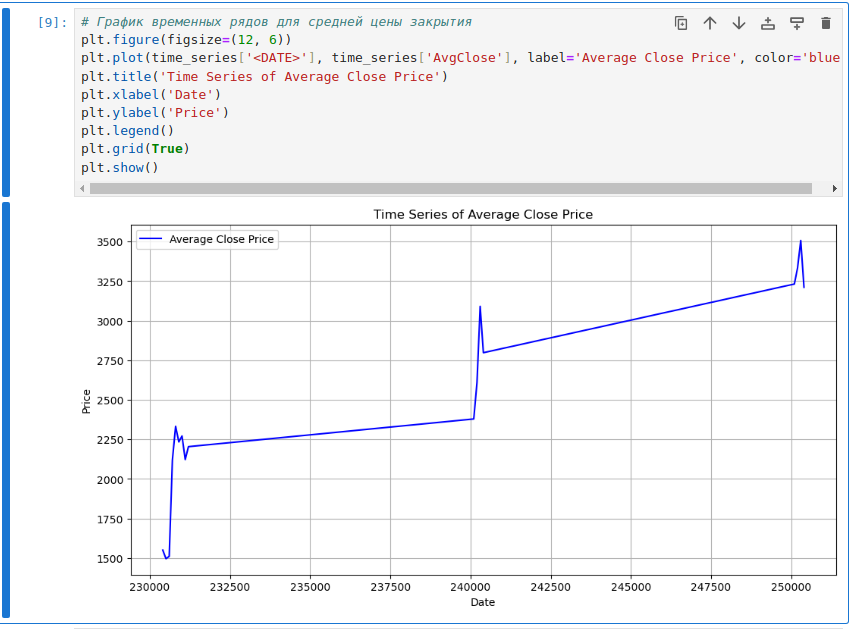 [9]:
# График временных рядов для средней цены закрытия
plt.figure(figsize=(12, 6))
plt.plot(time_series['<DATE>'], time_series['AvgClose'], label='Average Close Price', color='blue
plt.title('Time Series of Average Close Price')
plt.xlabel('Date')
plt.ylabel('Price')
plt.legend()
plt.grid(True)
plt.show()
Time Series of Average Close Price
Average Close Price
3500
3250
3000
2750
2500
2250
2000
1750
1500
Price
230000 232500 235000 237500 240000 242500 245000 247500 250000
Date